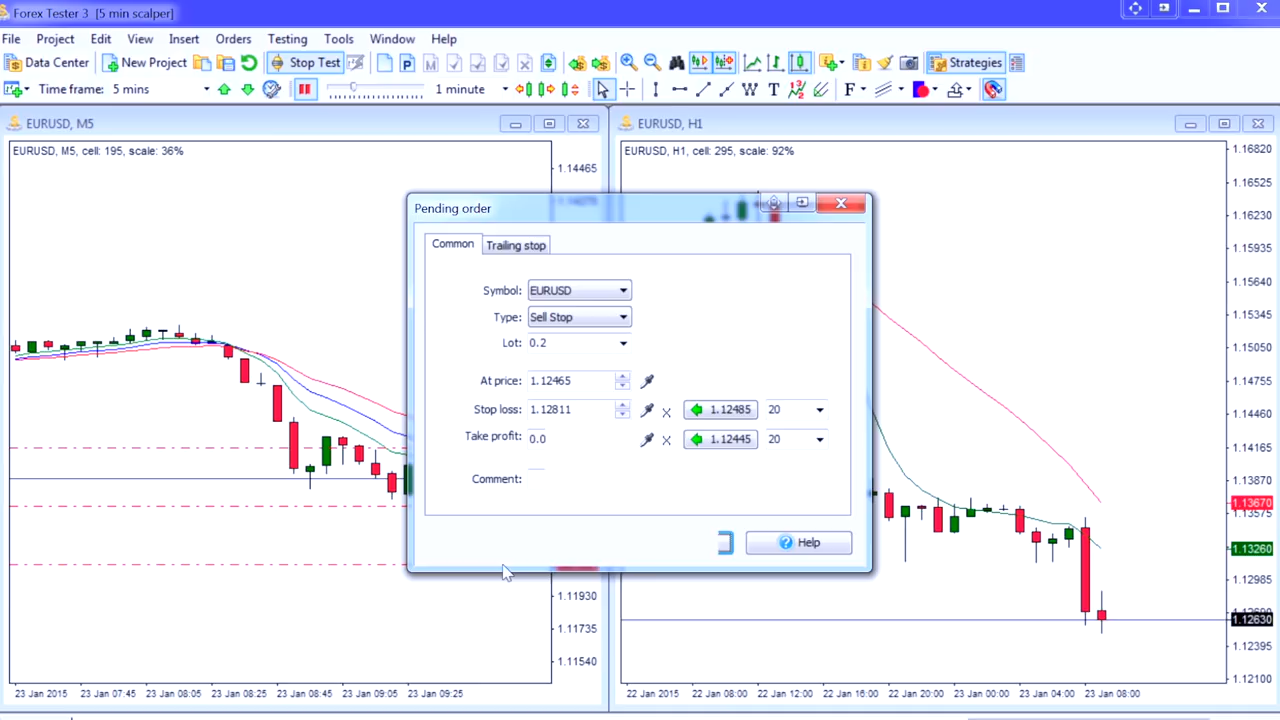 Forex Tester 3 [5 min scalper]
File Project Edit View Insert Orders Testing Tools Window Help
Data Center New Project P Stop Test M Strategies
Time frame: 5 mins 1 minute W T F
EURUSD, M5
EURUSD, M5, cell: 195, scale: 36%
1.14465
1.11930
1.11735
1.11540
23 Jan 2015 23 Jan 07:45 23 Jan 08:05 23 Jan 08:25 23 Jan 08:45 23 Jan 09:05 23 Jan 09:25
Pending order
Common Trailing stop
Symbol: EURUSD
Type: Sell Stop
Lot: 0.2
At price: 1.12465
Stop loss: 1.12811 X 1.12485 20
Take profit: 0.0 X 1.12445 20
Comment:
Help
EURUSD, H1
EURUSD, H1, cell: 295, scale: 92%
1.16820
1.16525
1.16230
1.15935
1.15640
1.15345
1.15050
1.14755
1.14460
1.14165
1.13870
1.13670
1.13575
1.13260
1.12985
1.12630
1.12395
1.12100
22 Jan 2015 22 Jan 08:00 22 Jan 12:00 22 Jan 16:00 22 Jan 20:00 23 Jan 00:00 23 Jan 04:00 23 Jan 08:00